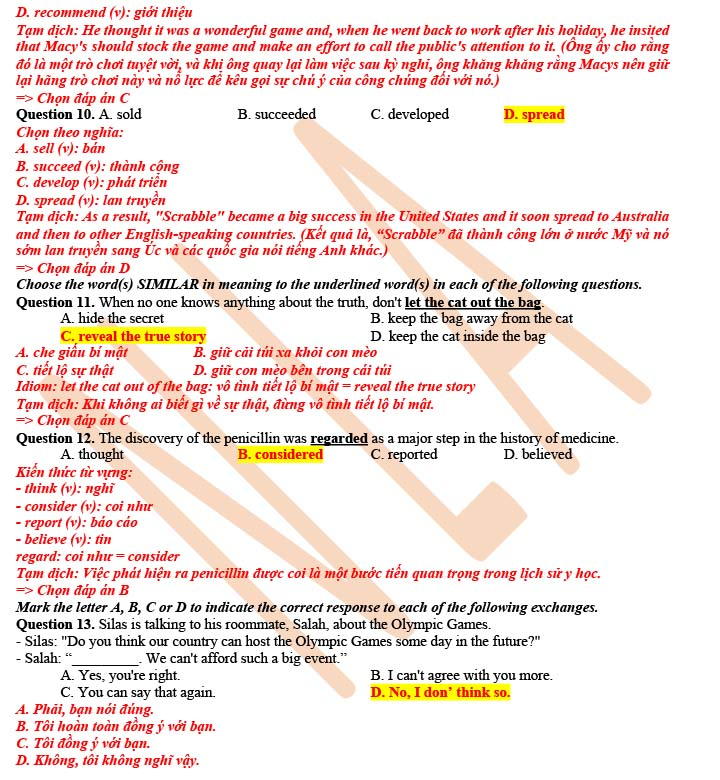 D. recommend (v): giới thiệu
Tạm dịch: He thought it was a wonderful game and, when he went back to work after his holiday, he insited
that Macy's should stock the game and make an effort to call the public's attention to it. (Ông ấy cho rằng
đó là một trò chơi tuyệt vời, và khi ông quay lại làm việc sau kỳ nghỉ, ông khăng khăng rằng Macys nên giữ
lại hãng trò chơi này và nỗ lực để kêu gọi sự chú ý của công chúng đối với nó.)
=> Chọn đáp án C
Question 10. A. sold B. succeeded C. developed D. spread
Chọn theo nghĩa:
A. sell (v): bán
B. succeed (v): thành công
C. develop (v): phát triển
D. spread (v): lan truyền
Tạm dịch: As a result, "Scrabble" became a big success in the United States and it soon spread to Australia
and then to other English-speaking countries. (Kết quả là, “Scrabble” đã thành công lớn ở nước Mỹ và nó
sớm lan truyền sang Úc và các quốc gia nói tiếng Anh khác.)
=> Chọn đáp án D
Choose the word(s) SIMILAR in meaning to the underlined word(s) in each of the following questions.
Question 11. When no one knows anything about the truth, don't let the cat out the bag.
A. hide the secret B. keep the bag away from the cat
C. reveal the true story D. keep the cat inside the bag
A. che giấu bí mật B. giữ cái túi xa khỏi con mèo
C. tiết lộ sự thật D. giữ con mèo bên trong cái túi
Idiom: let the cat out of the bag: vô tình tiết lộ bí mật = reveal the true story
Tạm dịch: Khi không ai biết gì về sự thật, đừng vô tình tiết lộ bí mật.
=> Chọn đáp án C
Question 12. The discovery of the penicillin was regarded as a major step in the history of medicine.
A. thought B. considered C. reported D. believed
Kiến thức từ vựng:
- think (v): nghĩ
- consider (v): coi như
- report (v): báo cáo
- believe (v): tin
regard: coi như = consider
Tạm dịch: Việc phát hiện ra penicillin được coi là một bước tiến quan trọng trong lịch sử y học.
=> Chọn đáp án B
Mark the letter A, B, C or D to indicate the correct response to each of the following exchanges.
Question 13. Silas is talking to his roommate, Salah, about the Olympic Games.
- Silas: "Do you think our country can host the Olympic Games some day in the future?"
- Salah: “__________. We can't afford such a big event.”
A. Yes, you're right. B. I can't agree with you more.
C. You can say that again. D. No, I don’ think so.
A. Phải, bạn nói đúng.
B. Tôi hoàn toàn đồng ý với bạn.
C. Tôi đồng ý với bạn.
D. Không, tôi không nghĩ vậy.